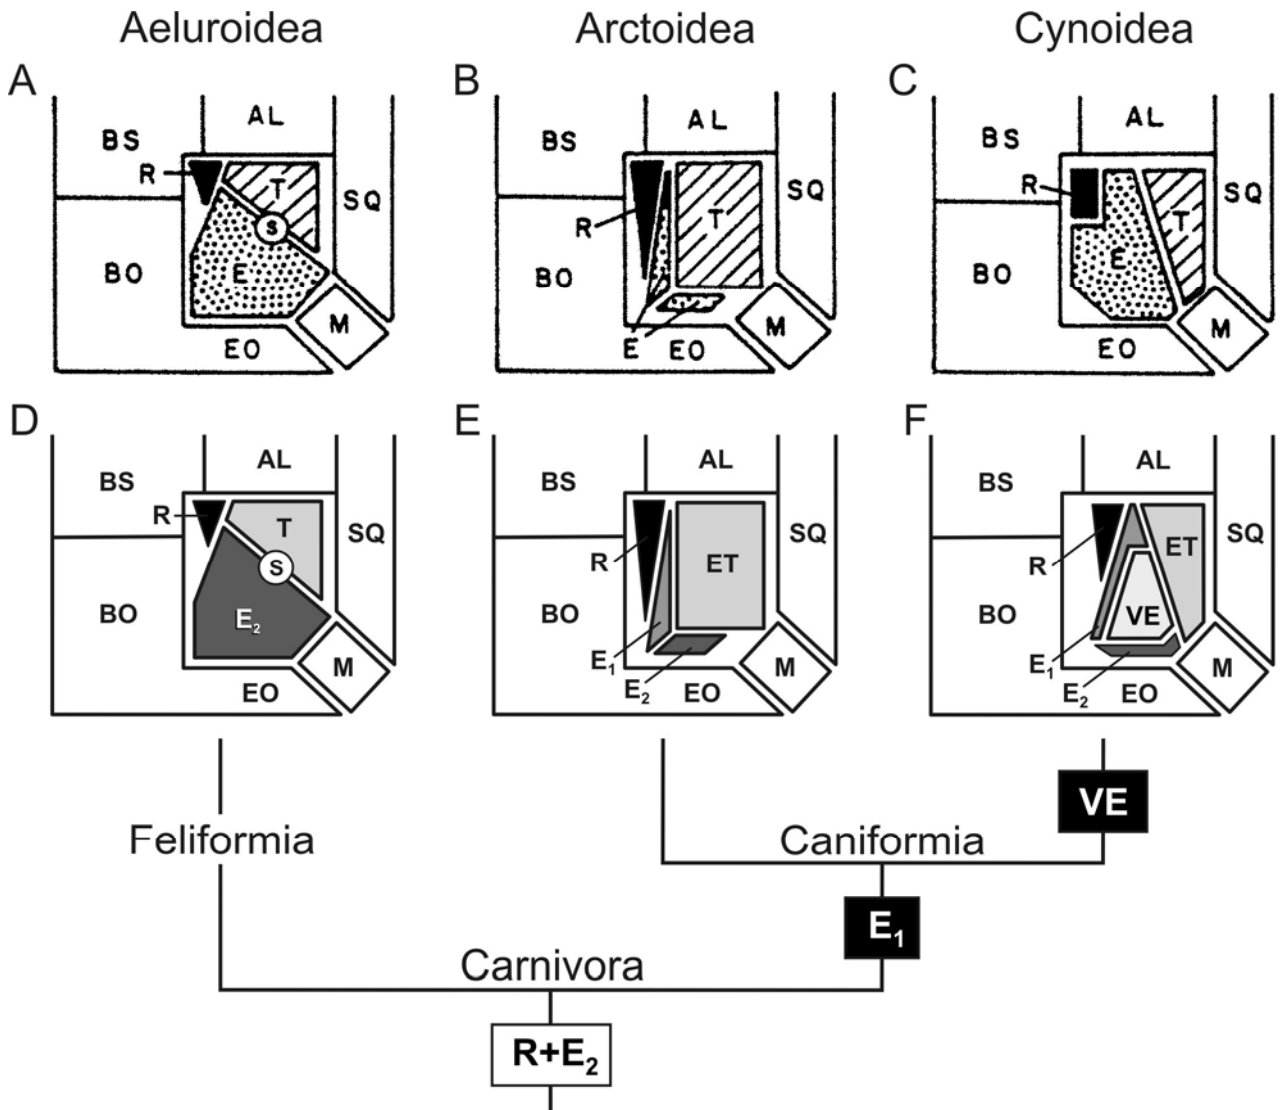 Aeluroidea Arctoidea Cynoidea
A B C
AL AL AL
BS BS BS
R T SQ R T SQ R T SQ
S
BO E BO BO E
M M M
EO E EO EO
D E F
AL AL AL
BS BS BS
R T SQ R ET SQ R ET SQ
S
BO E₂ BO BO VE
M E₁ M E₁ M
EO E₂ EO E₂ EO
VE
Feliformia Caniformia
E₁
Carnivora
R+E₂